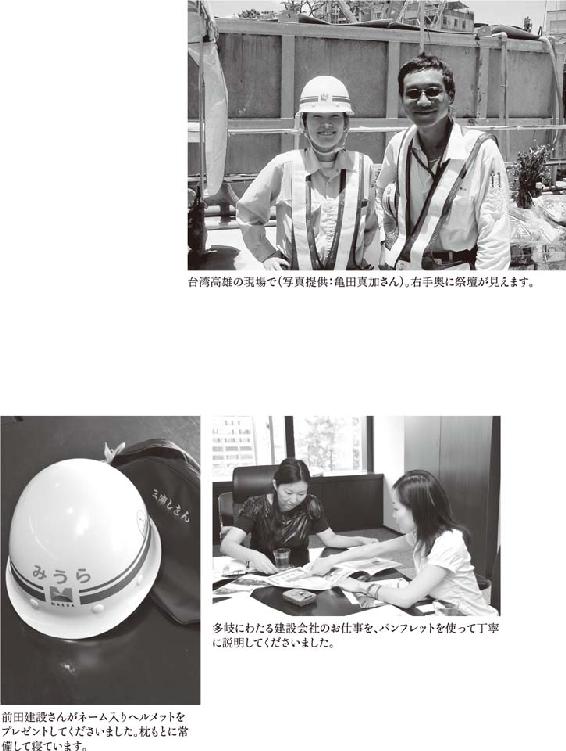 台湾高雄の現場で(写真提供:亀田真加さん)。右手奥に祭壇が見えます。
みうら
三浦しをん
多岐にわたる建設会社のお仕事を、パンフレットを使って丁寧
に説明してくださいました。
前田建設さんがネーム入りヘルメットを
プレゼントしてくださいました。枕もとに常
備して寝ています。